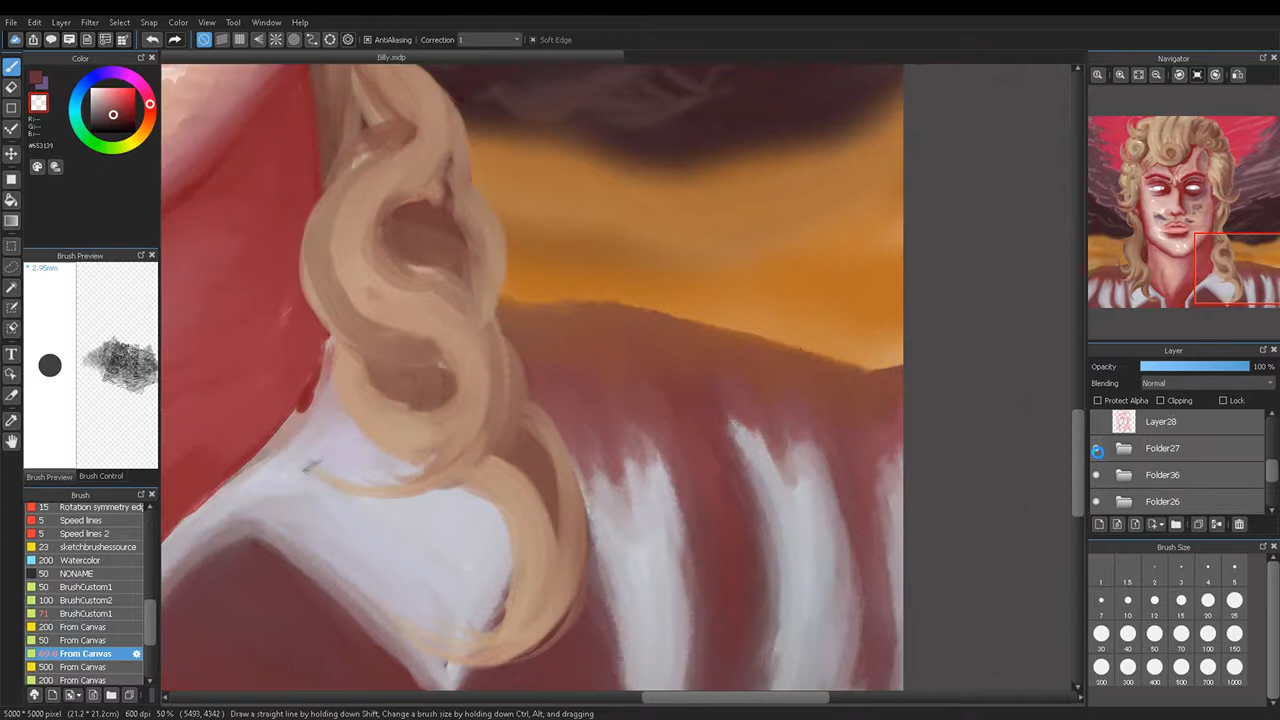 File Edit Layer Filter Select Snap Color View Tool Window Help
AntiAliasing Correction 1 Soft Edge
Color
Billy.mdp
Navigator
R:---
G:---
B:---
#653139
Brush Preview
* 2.95mm
Layer
Opacity 100 %
Blending Normal
Protect Alpha Clipping Lock
Layer28
Folder27
Folder36
Folder26
Brush Preview Brush Control
Brush
15 Rotation symmetry ed
5 Speed lines
5 Speed lines 2
23 sketchbrushessource
200 Watercolor
50 NONAME
50 BrushCustom1
100 BrushCustom2
71 BrushCustom1
200 From Canvas
50 From Canvas
69.8 From Canvas
500 From Canvas
200 From Canvas
Brush Size
1 1.5 2 3 4 5
7 10 12 15 20 25
30 40 50 70 100 150
200 300 400 500 700 1000
5000 * 5000 pixel (21.2 * 21.2cm) 600 dpi 50 % (5493, 4342) Draw a straight line by holding down Shift, Change a brush size by holding down Ctrl, Alt, and dragging